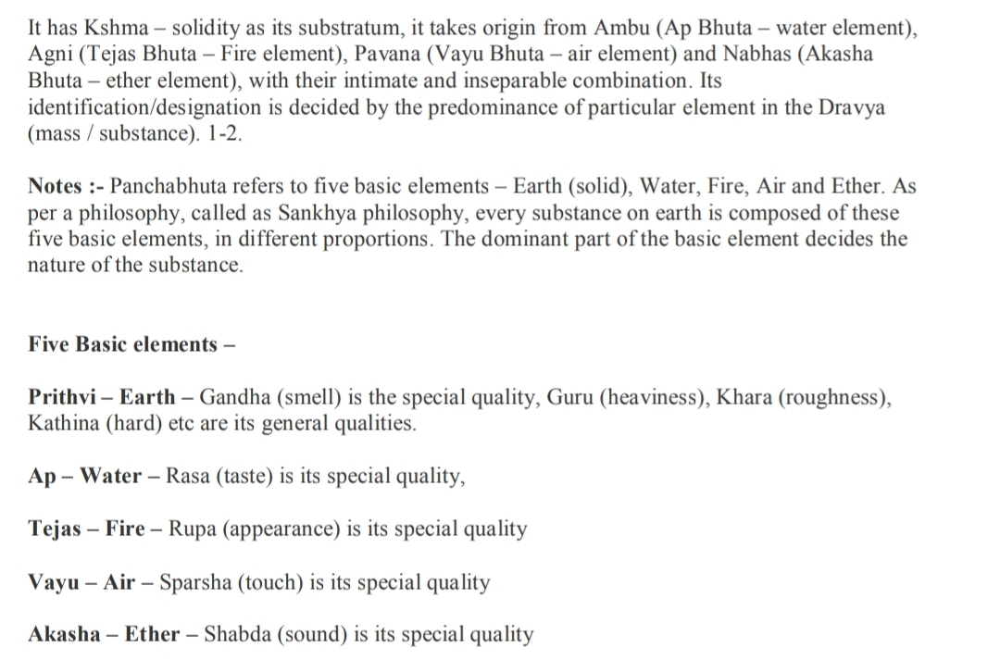 It has Kshma – solidity as its substratum, it takes origin from Ambu (Ap Bhuta – water element),
Agni (Tejas Bhuta – Fire element), Pavana (Vayu Bhuta – air element) and Nabhas (Akasha
Bhuta – ether element), with their intimate and inseparable combination. Its
identification/designation is decided by the predominance of particular element in the Dravya
(mass / substance). 1-2.
Notes :- Panchabhuta refers to five basic elements – Earth (solid), Water, Fire, Air and Ether. As
per a philosophy, called as Sankhya philosophy, every substance on earth is composed of these
five basic elements, in different proportions. The dominant part of the basic element decides the
nature of the substance.
Five Basic elements –
Prithvi – Earth – Gandha (smell) is the special quality, Guru (heaviness), Khara (roughness),
Kathina (hard) etc are its general qualities.
Ap – Water – Rasa (taste) is its special quality,
Tejas – Fire – Rupa (appearance) is its special quality
Vayu – Air – Sparsha (touch) is its special quality
Akasha – Ether – Shabda (sound) is its special quality